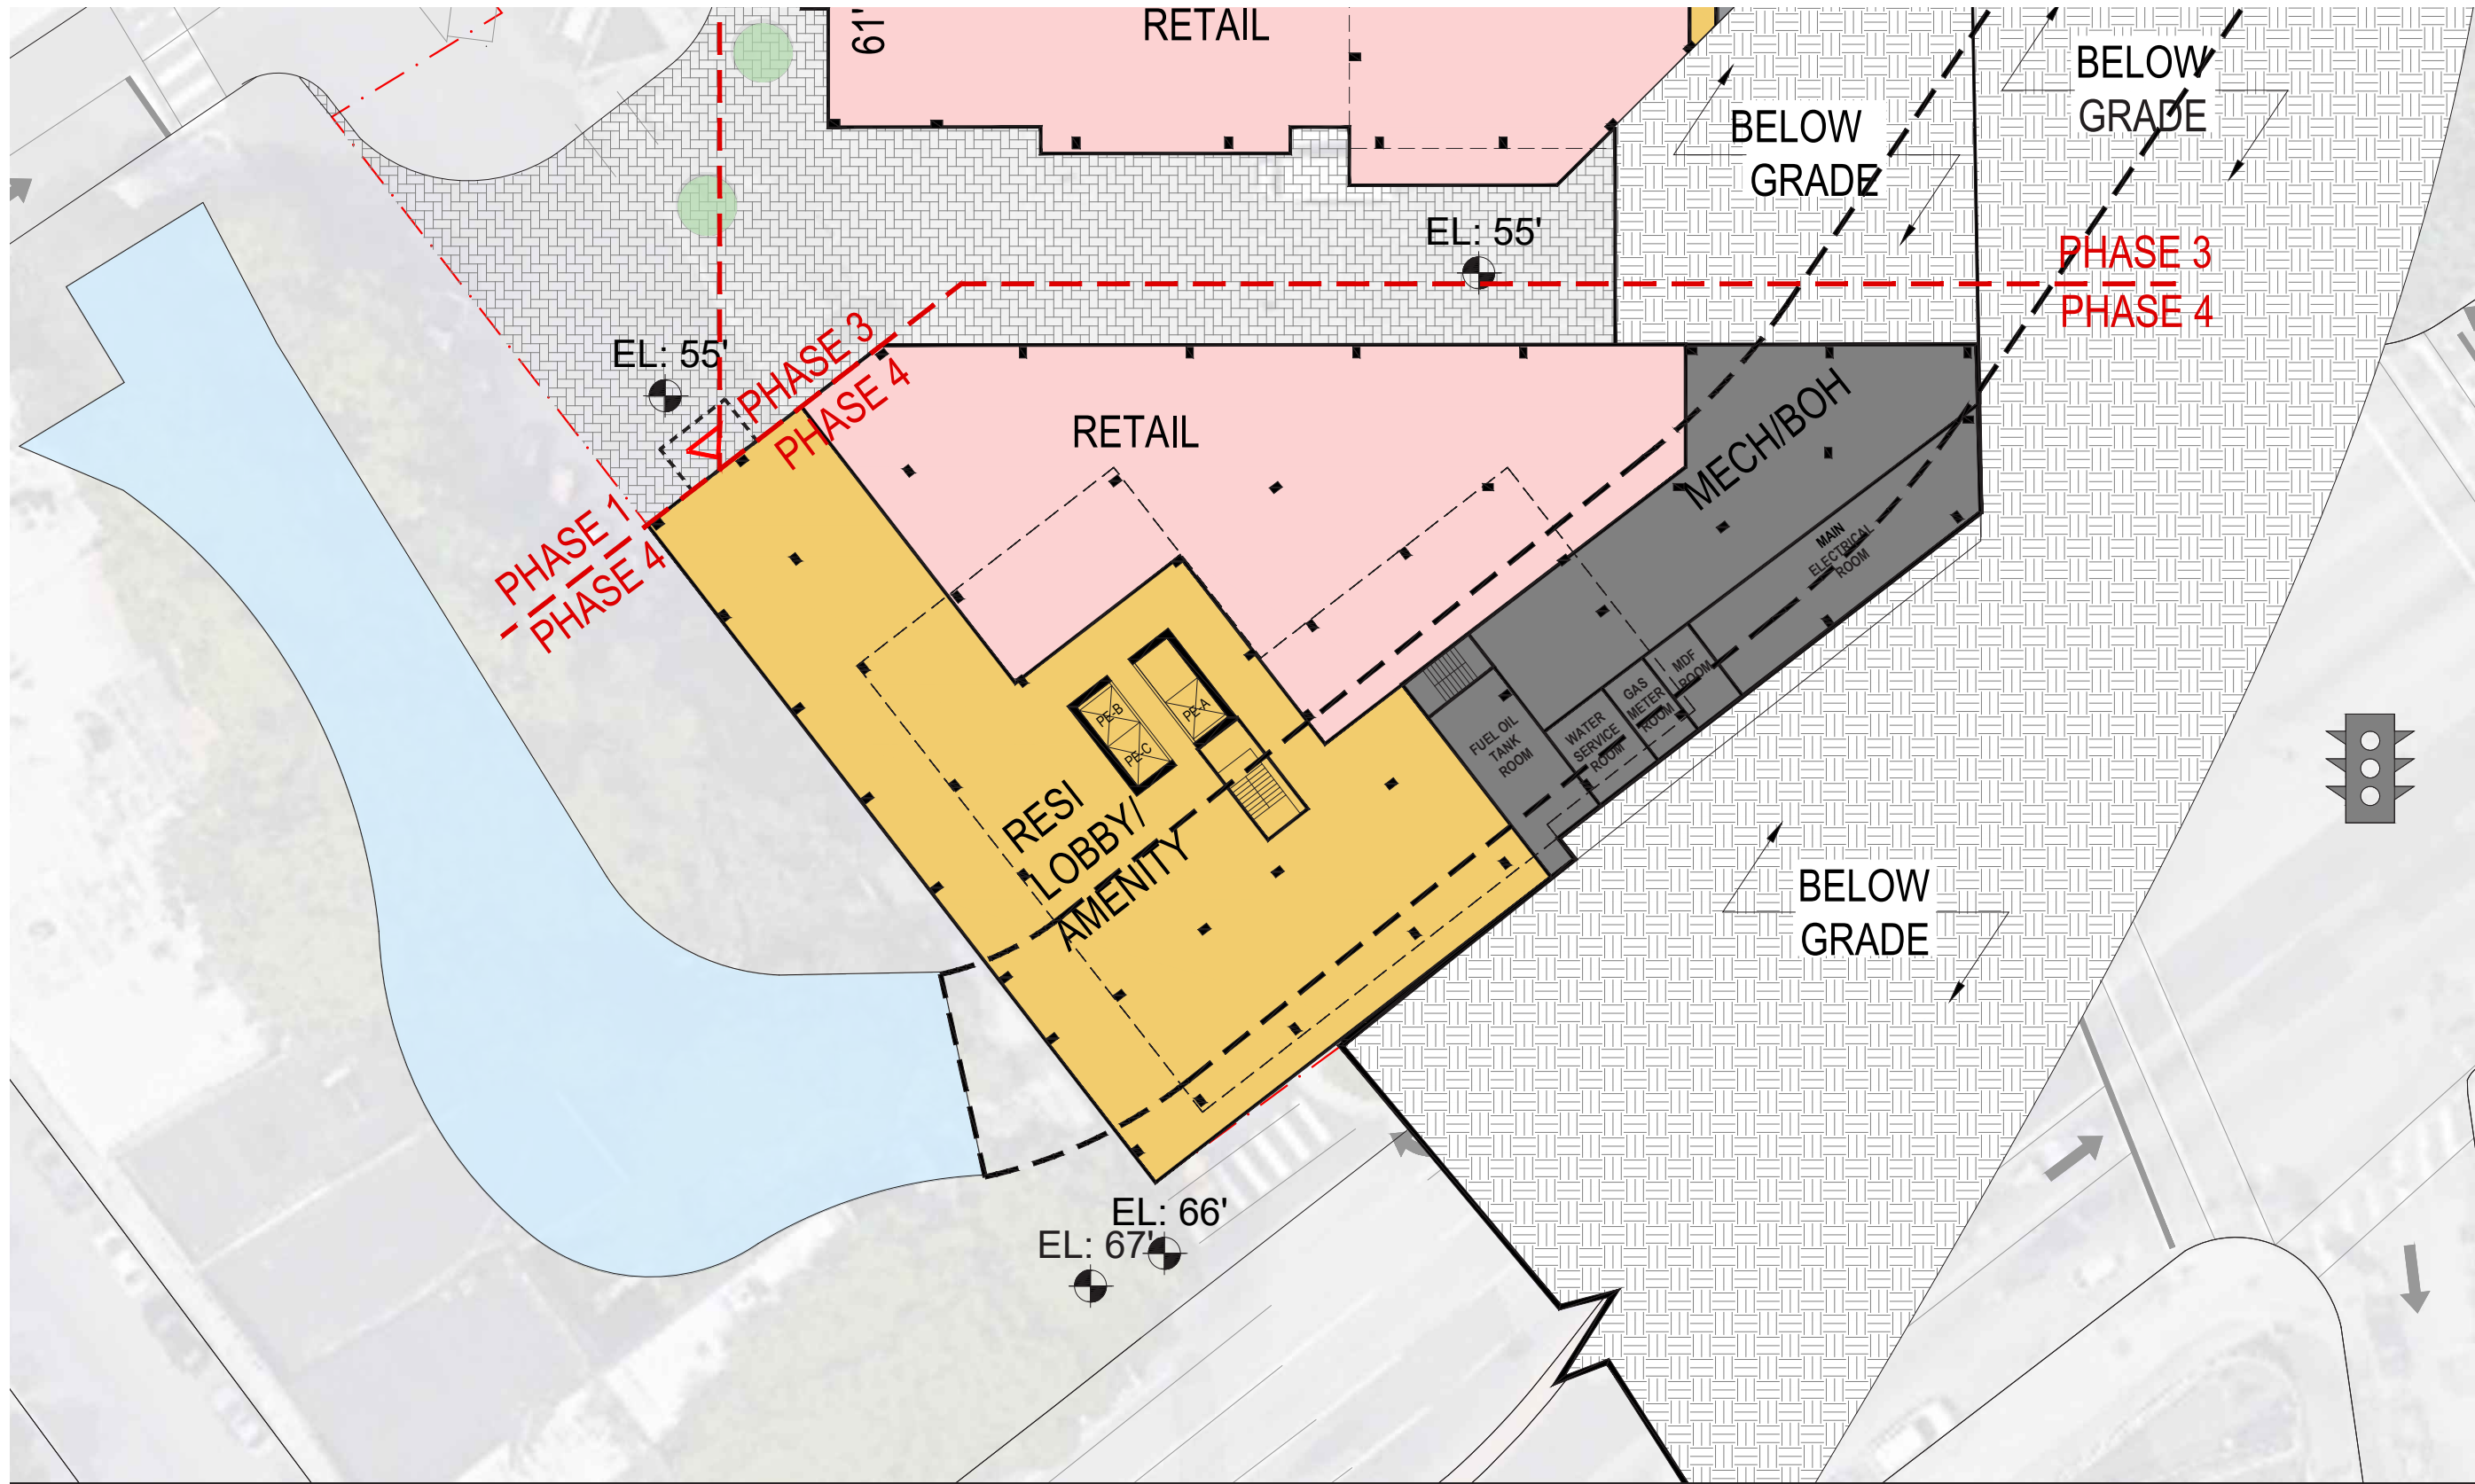 RETAIL
61'
BELOW
GRADE
BELOW
GRADE
EL: 55'
PHASE 3
PHASE 4
EL: 55'
PHASE 3
PHASE 4
RETAIL
MECH/BOH
PHASE 1
PHASE 4
MAIN
ELECTRICAL
ROOM
MDF
ROOM
GAS
METER
ROOM
WATER
SERVICE
ROOM
FUEL OIL
TANK
ROOM
PE-A
PE-B
PE-C
RESI
LOBBY/
AMENITY
BELOW
GRADE
EL: 66'
EL: 67'